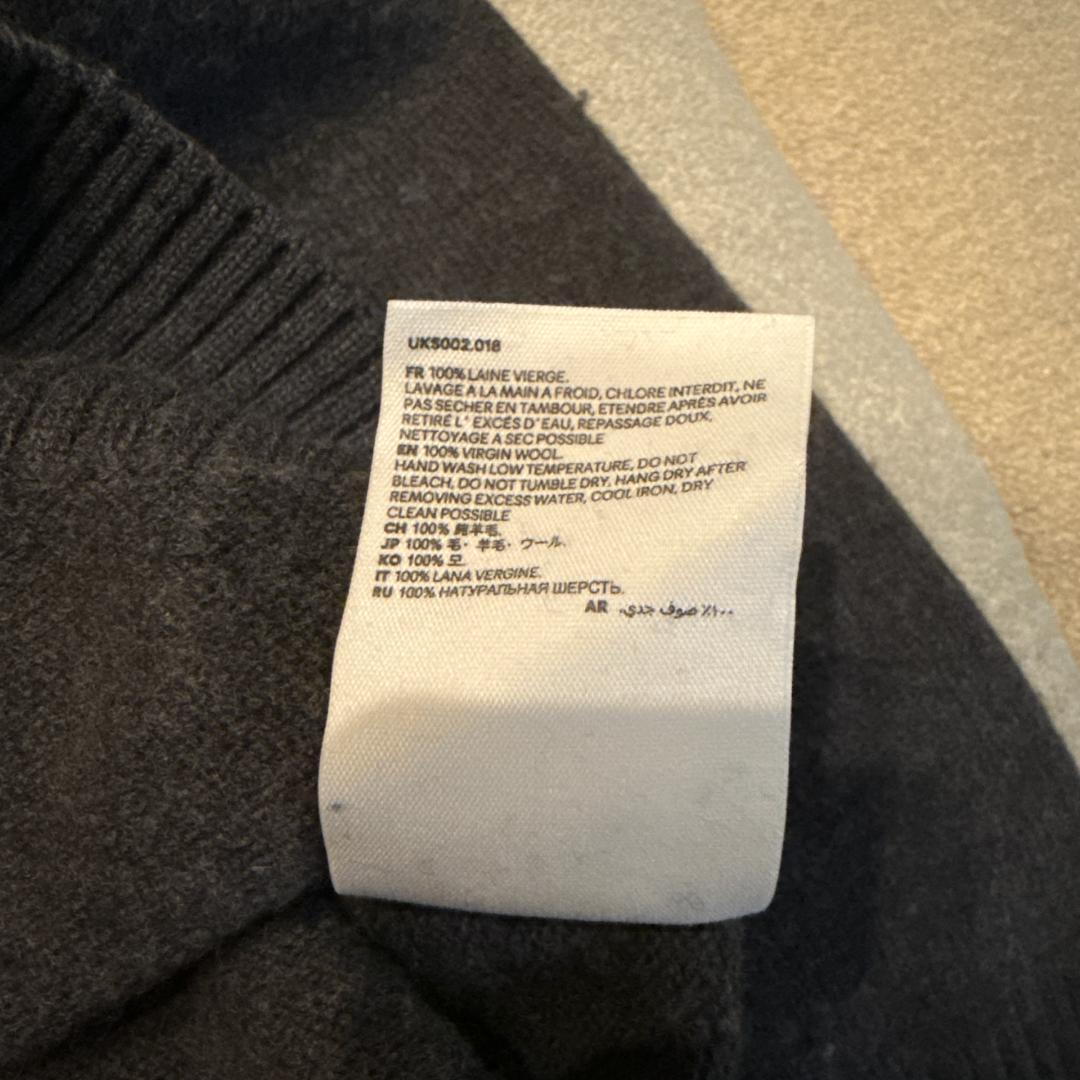 UKS002.018
FR 100% LAINE VIERGE.
LAVAGE A LA MAIN A FROID, CHLORE INTERDIT, NE
PAS SECHER EN TAMBOUR, ETENDRE APRÈS AVOIR
RETIRÉ L' EXCÉS D'EAU, REPASSAGE DOUX,
NETTOYAGE A SEC POSSIBLE
EN 100% VIRGIN WOOL.
HAND WASH LOW TEMPERATURE, DO NOT
BLEACH, DO NOT TUMBLE DRY, HANG DRY AFTER
REMOVING EXCESS WATER, COOL IRON, DRY
CLEAN POSSIBLE
CH 100% 純羊毛.
JP 100% 毛・羊毛・ウール.
KO 100% 모.
IT 100% LANA VERGINE.
RU 100% НАТУРАЛЬНАЯ ШЕРСТЬ.
AR ١٠٠٪ صوف جدي.